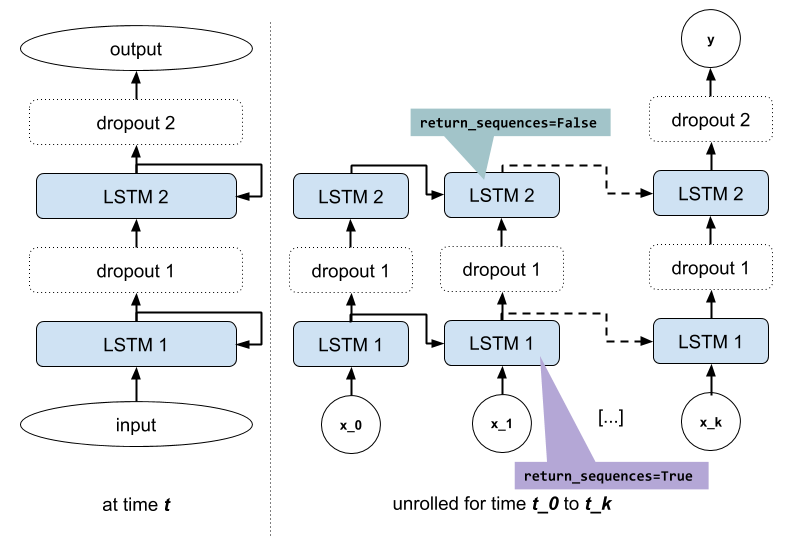 output
dropout 2
LSTM 2
dropout 1
LSTM 1
input
at time t
y
dropout 2
return_sequences=False
LSTM 2
LSTM 2
LSTM 2
dropout 1
dropout 1
dropout 1
LSTM 1
LSTM 1
LSTM 1
x_0
x_1
[...]
x_k
return_sequences=True
unrolled for time t_0 to t_k